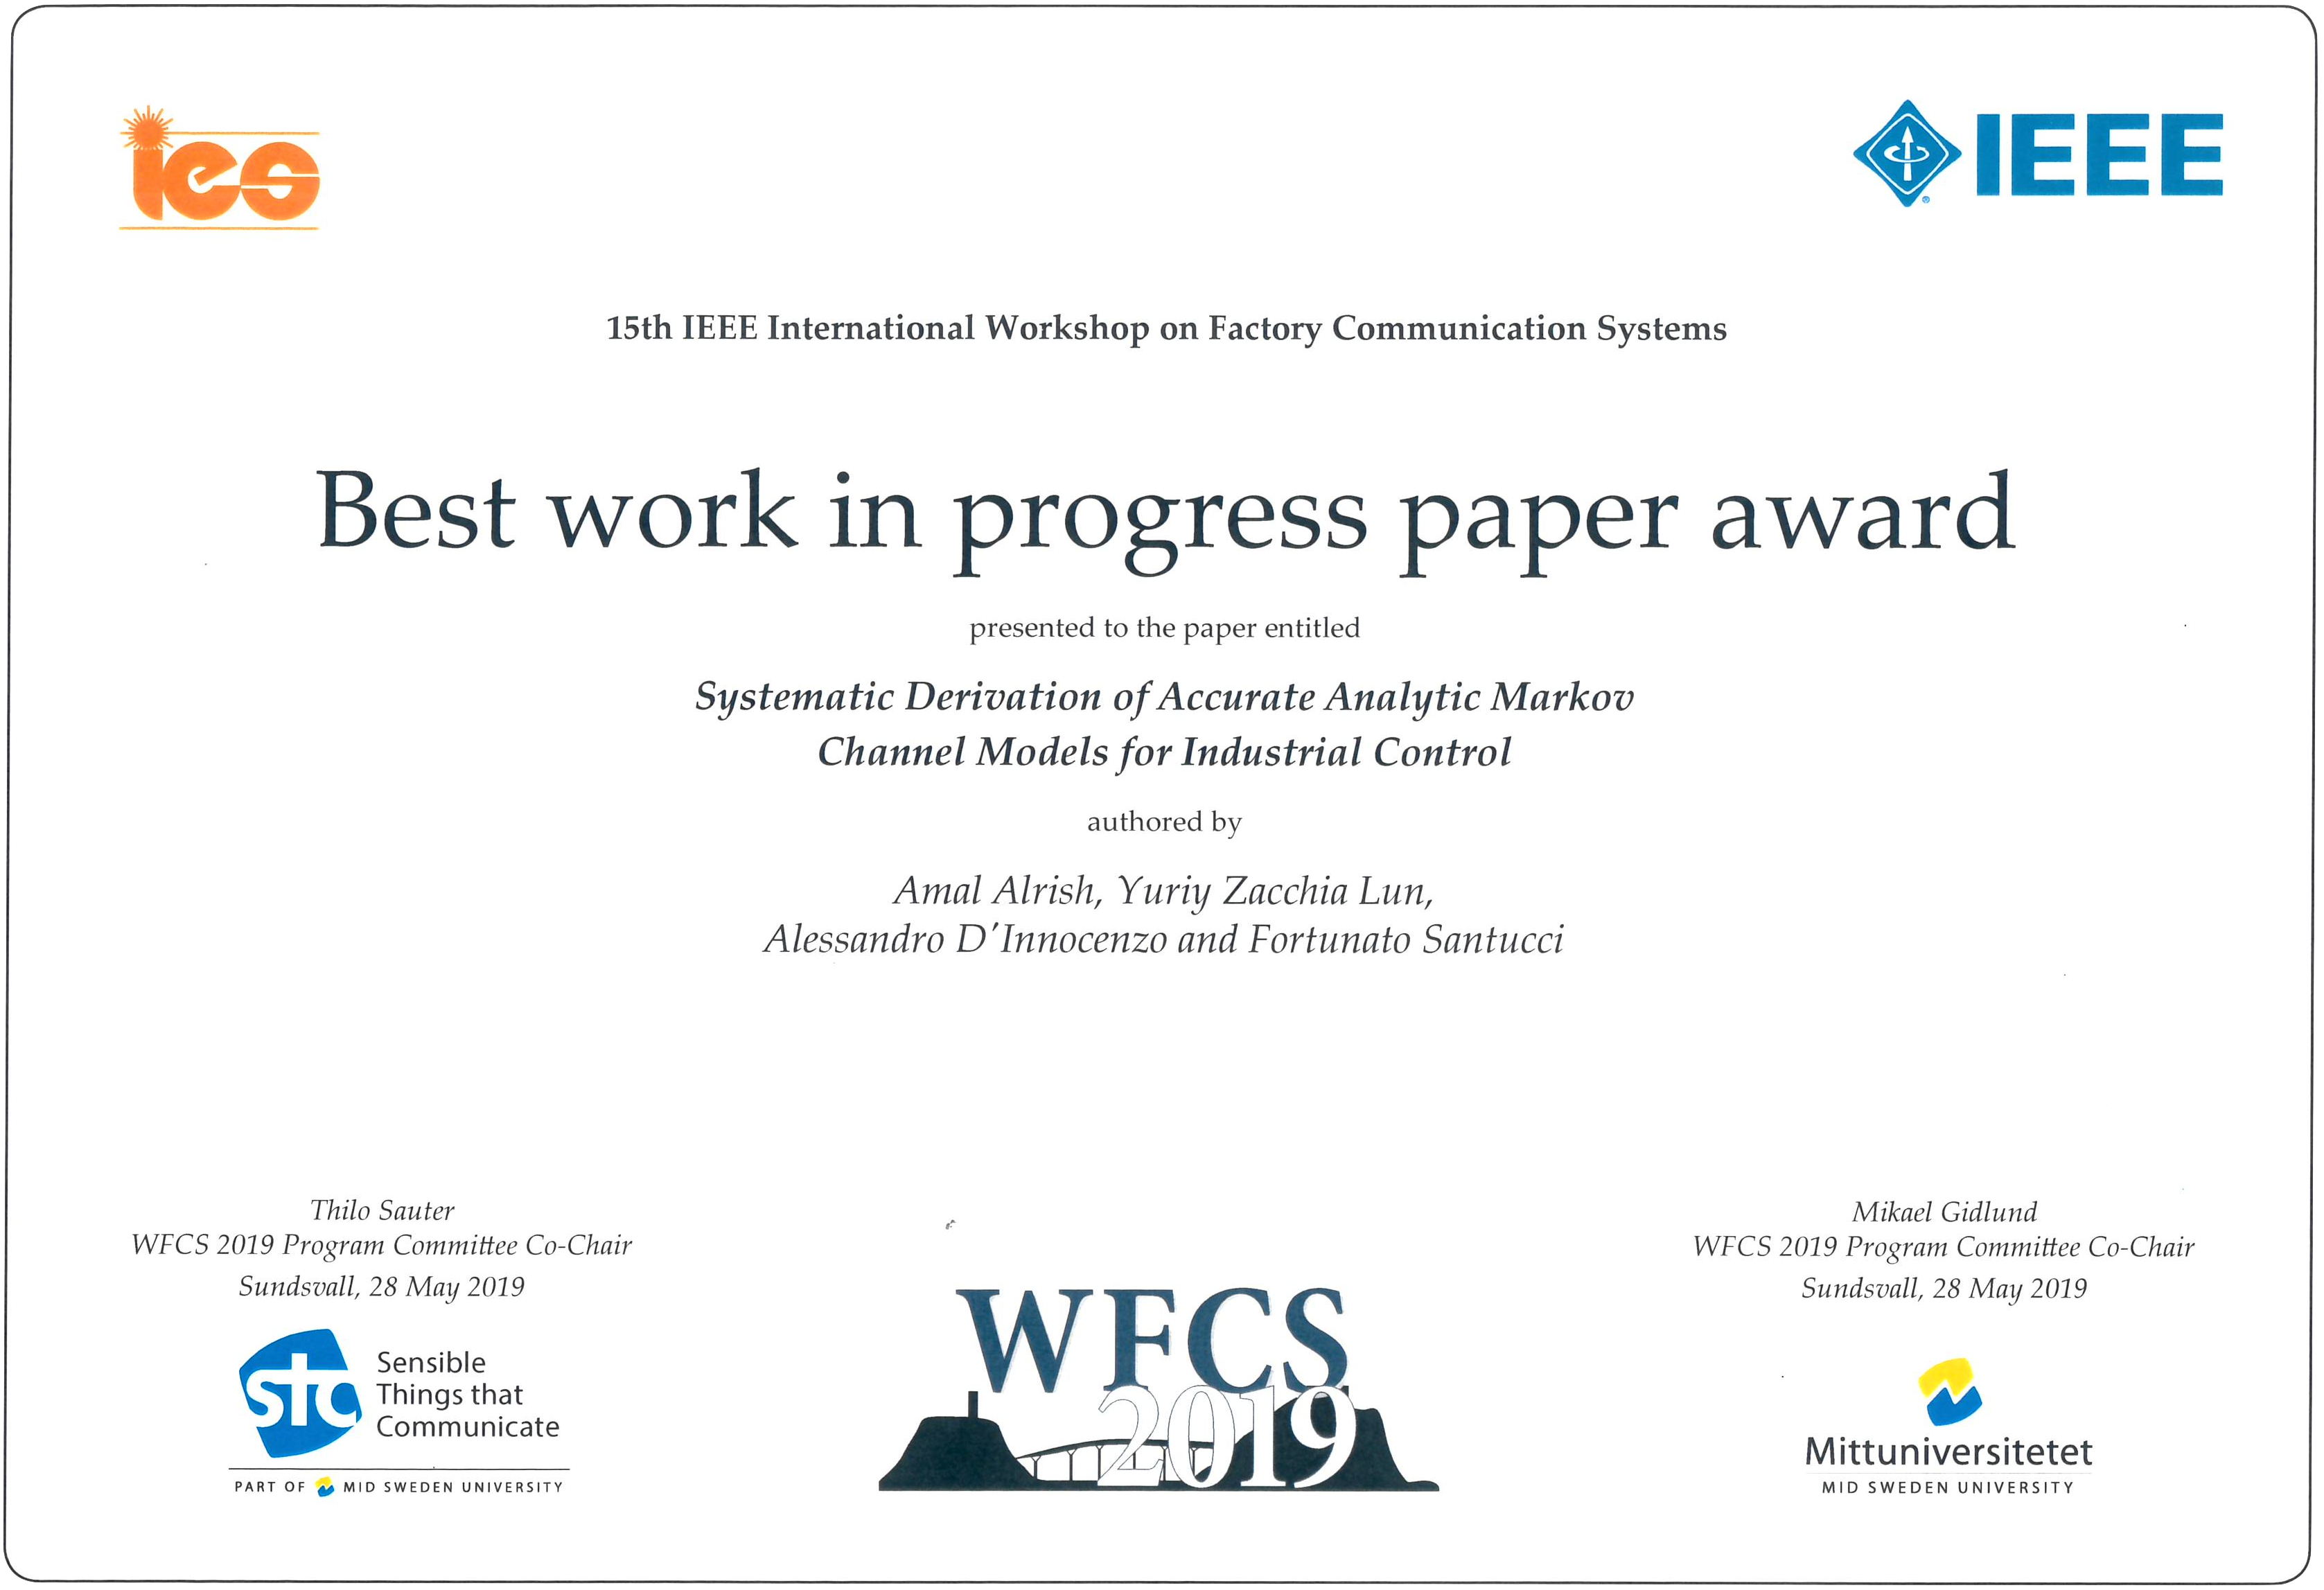 ies
IEEE
®
15th IEEE International Workshop on Factory Communication Systems
Best work in progress paper award
presented to the paper entitled
Systematic Derivation of Accurate Analytic Markov
Channel Models for Industrial Control
authored by
Amal Alrish, Yuriy Zacchia Lun,
Alessandro D'Innocenzo and Fortunato Santucci
Thilo Sauter
WFCS 2019 Program Committee Co-Chair
Sundsvall, 28 May 2019
Mikael Gidlund
WFCS 2019 Program Committee Co-Chair
Sundsvall, 28 May 2019
stc
Sensible
Things that
Communicate
PART OF MID SWEDEN UNIVERSITY
WFCS
2019
Mittuniversitetet
MID SWEDEN UNIVERSITY